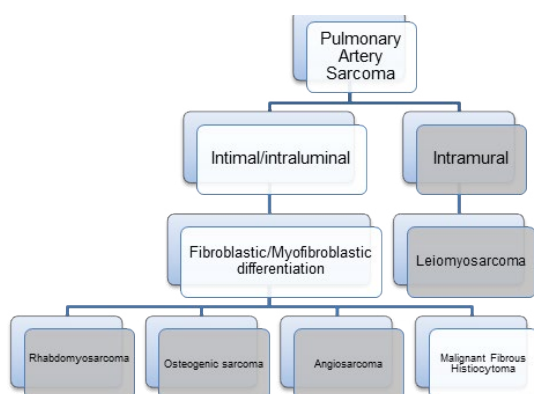 Pulmonary
Artery
Sarcoma
Intimal/intraluminal
Intramural
Fibroblastic/Myofibroblastic
differentiation
Leiomyosarcoma
Rhabdomyosarcoma
Osteogenic sarcoma
Angiosarcoma
Malignant Fibrous
Histiocytoma